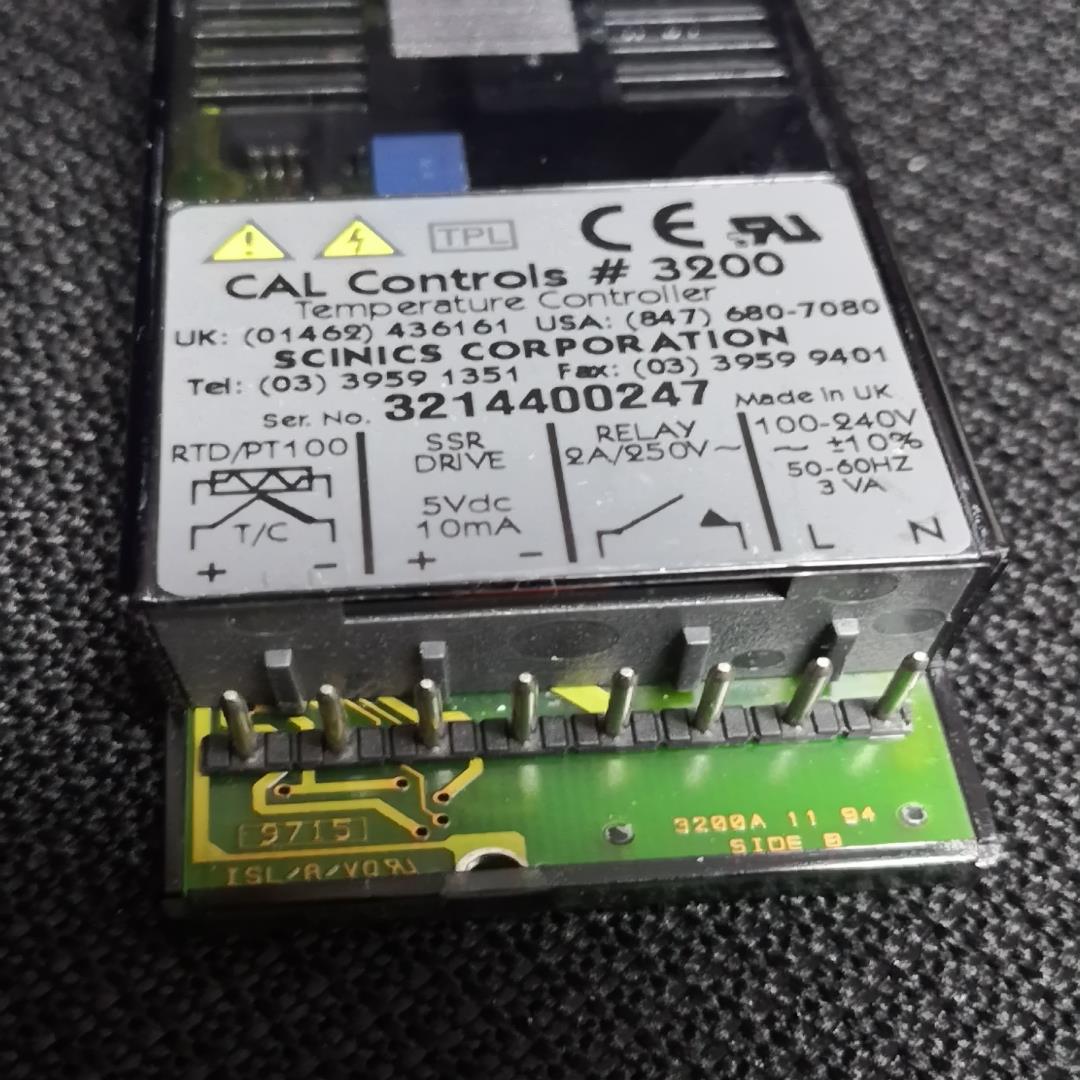 TPL CE
CAL Controls # 3200
Temperature Controller
UK: (01462) 436161 USA: (847) 680-7080
SCINICS CORPORATION
Tel: (03) 3959 1351 Fax: (03) 3959 9401
Ser. No. 3214400247 Made in UK
RTD/PT100
T/C
+ −
SSR
DRIVE
5Vdc
10mA
+ −
RELAY
2A/250V~
100-240V
~ ±10%
50-60HZ
3 VA
L N
9715
ISL/A/V0
3200A 11 94
SIDE B